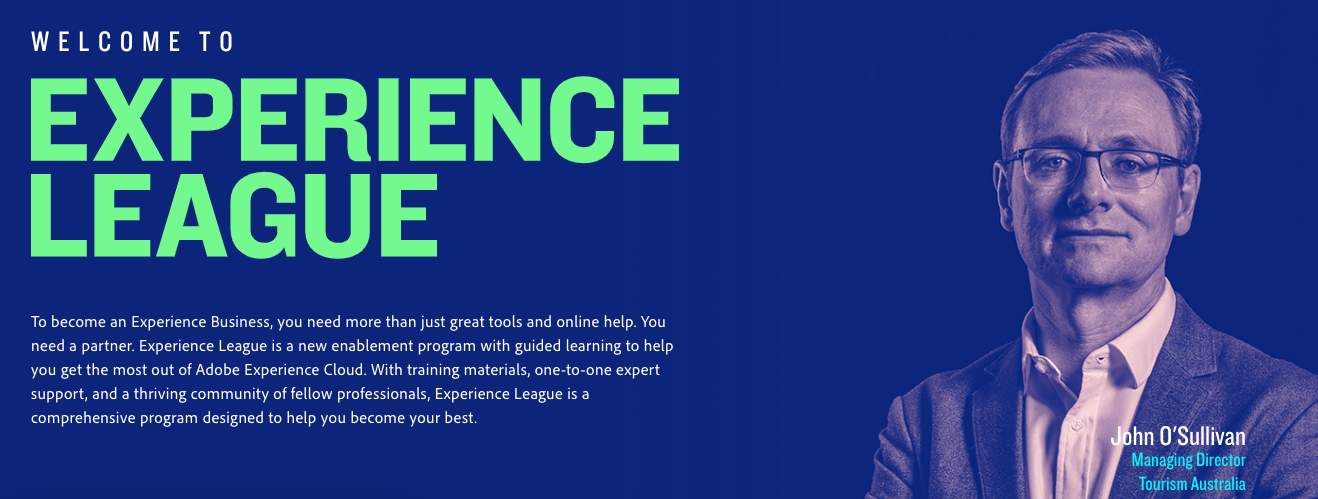 WELCOME TO
EXPERIENCE
LEAGUE
To become an Experience Business, you need more than just great tools and online help. You
need a partner. Experience League is a new enablement program with guided learning to help
you get the most out of Adobe Experience Cloud. With training materials, one-to-one expert
support, and a thriving community of fellow professionals, Experience League is a
comprehensive program designed to help you become your best.
John O'Sullivan
Managing Director
Tourism Australia